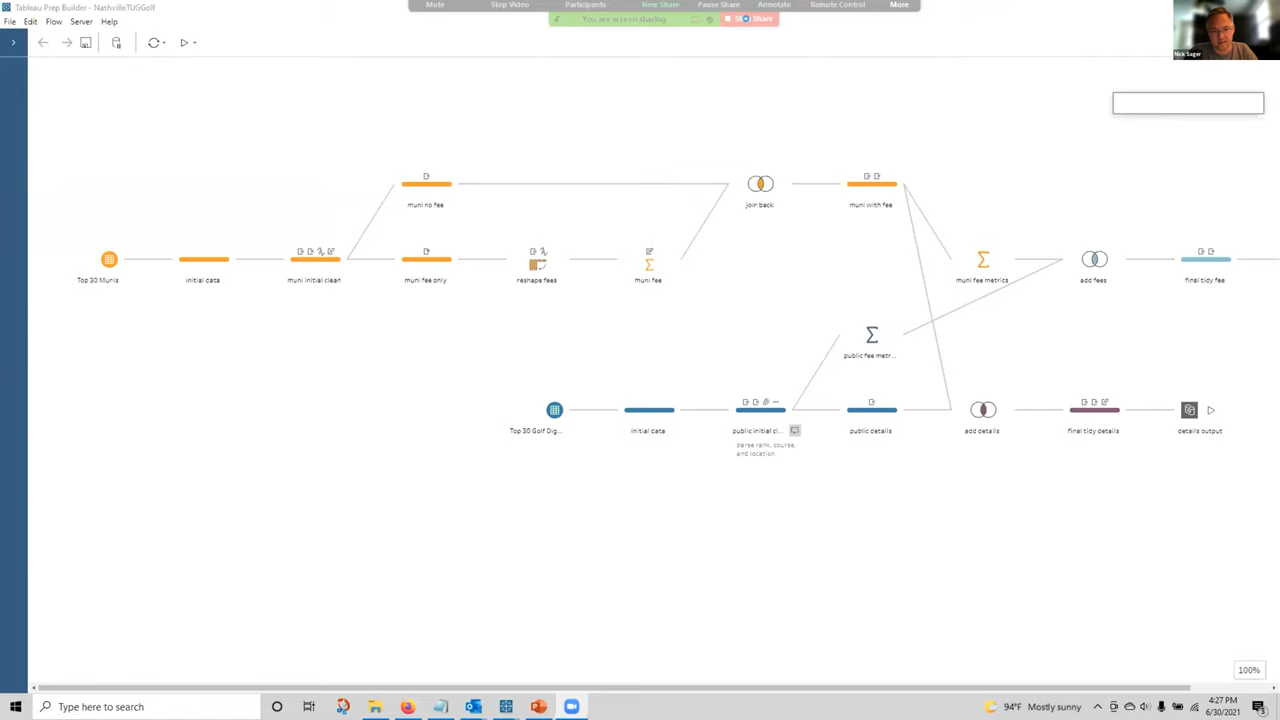 Tableau Prep Builder - NashvilleTUGGolf
Mute Stop Video Participants New Share Pause Share Annotate Remote Control More
You are screen sharing Stop Share
File Flow Server Help
Nick Sager
muni no fee join back muni with fee
Top 30 Munis initial data muni initial clean muni fee only reshape fees muni fee muni fee metrics add fees final tidy fee
public fee metr...
Top 30 Golf Dig... initial data public initial cl... public details add details final tidy details details output
parse rank, course,
and location
100%
Type here to search
94°F Mostly sunny
4:27 PM
6/30/2021